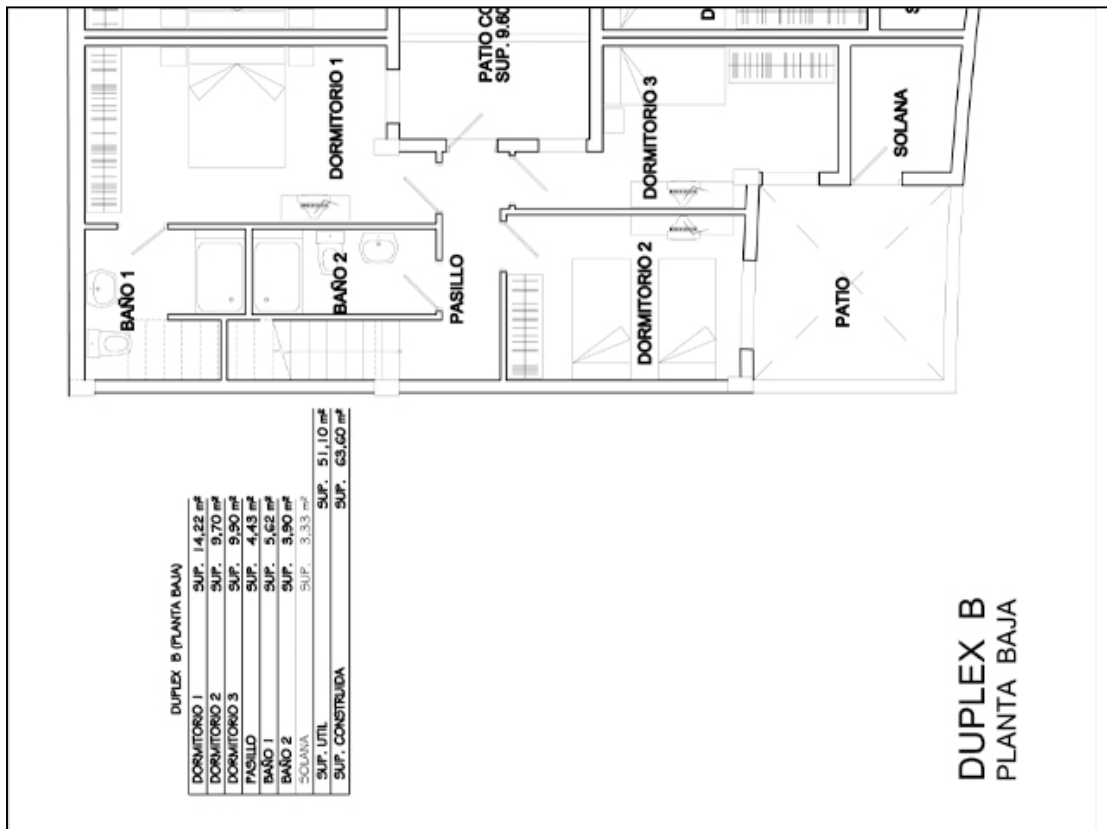 PATIO CO
SUP. 9.60
DORMITORIO 1
DORMITORIO 3
SOLANA
BAÑO 1
BAÑO 2
PASILLO
DORMITORIO 2
PATIO
DUPLEX B (PLANTA BAJA)
DORMITORIO 1 SUP. 14,22 m²
DORMITORIO 2 SUP. 9,70 m²
DORMITORIO 3 SUP. 9,90 m²
PASILLO SUP. 4,43 m²
BAÑO 1 SUP. 5,62 m²
BAÑO 2 SUP. 3,90 m²
SOLANA SUP. 3,33 m²
SUP. UTIL SUP. 51,10 m²
SUP. CONSTRUIDA SUP. 63,60 m²
DUPLEX B
PLANTA BAJA